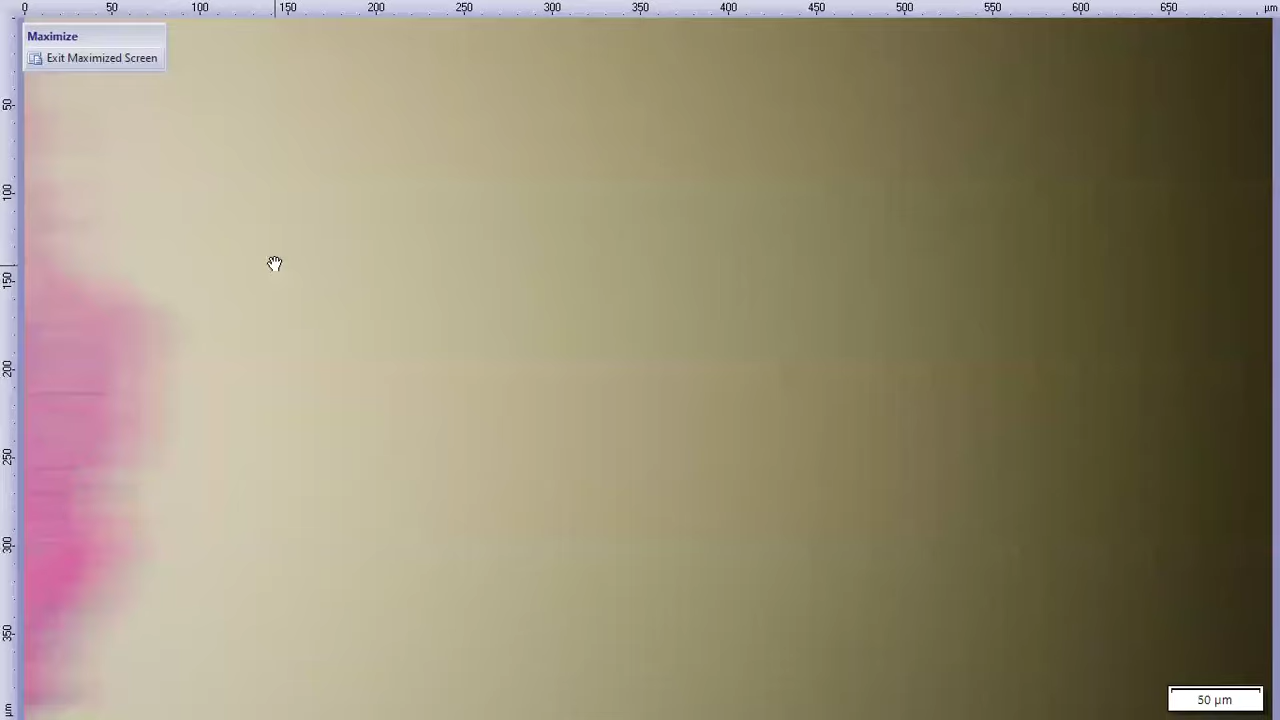 0 50 100 150 200 250 300 350 400 450 500 550 600 650 µm
Maximize
Exit Maximized Screen
50
100
150
200
250
300
350
µm
50 µm